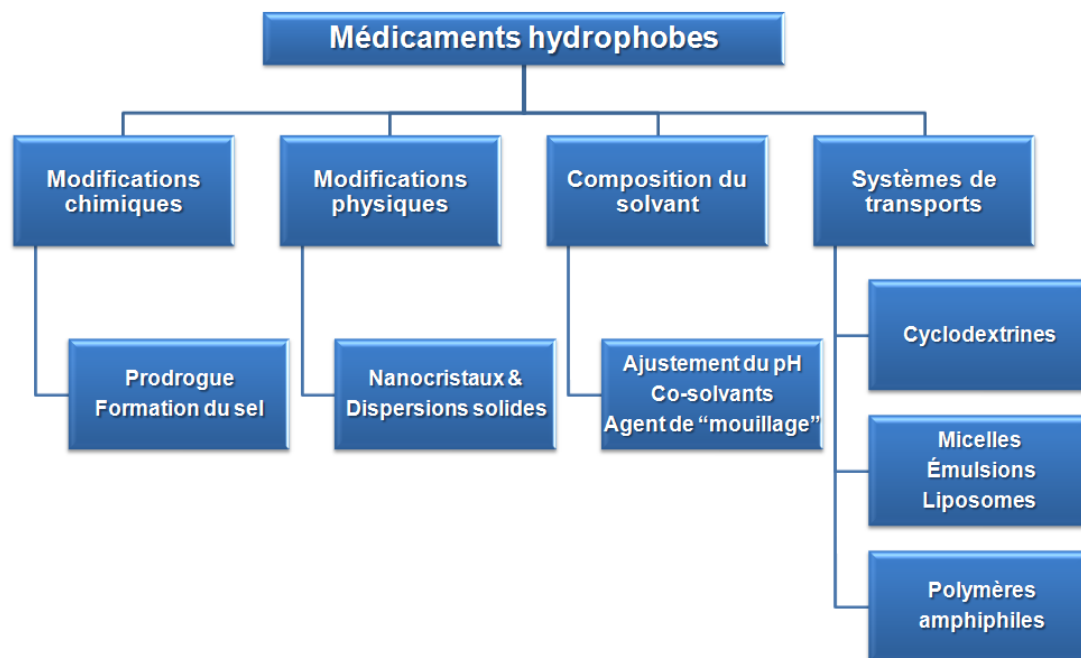 Médicaments hydrophobes
Modifications
chimiques
Modifications
physiques
Composition du
solvant
Systèmes de
transports
Prodrogue
Formation du sel
Nanocristaux &
Dispersions solides
Ajustement du pH
Co-solvants
Agent de “mouillage”
Cyclodextrines
Micelles
Émulsions
Liposomes
Polymères
amphiphiles